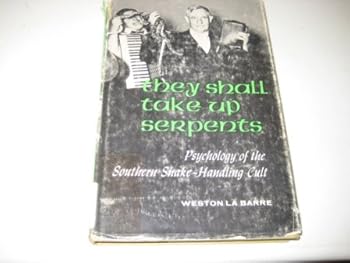 they shall
take up
serpents
Psychology of the
Southern Snake-Handling Cult
WESTON LA BARRE